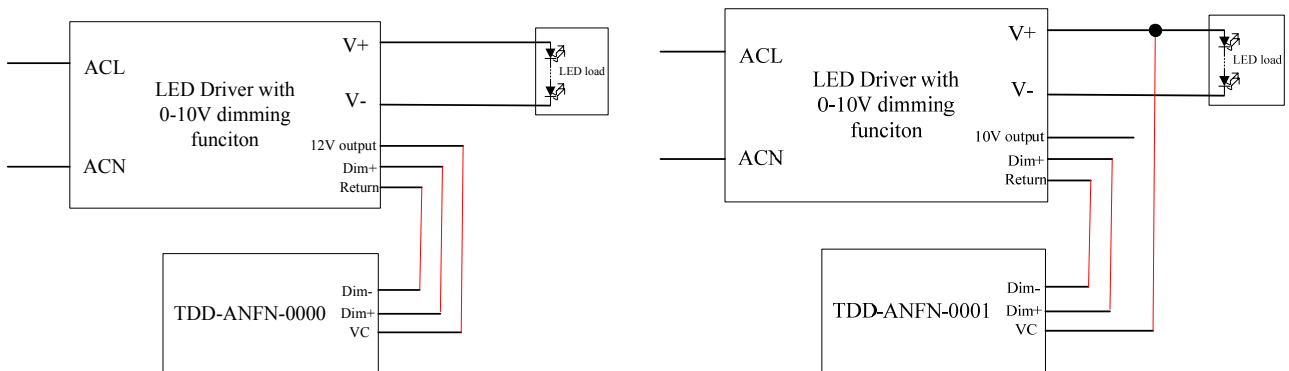 V+
ACL
LED Driver with
0-10V dimming
funciton
LED load
V-
12V output
ACN
Dim+
Return
Dim-
TDD-ANFN-0000
Dim+
VC
V+
ACL
LED Driver with
0-10V dimming
funciton
LED load
V-
10V output
ACN
Dim+
Return
Dim-
TDD-ANFN-0001
Dim+
VC